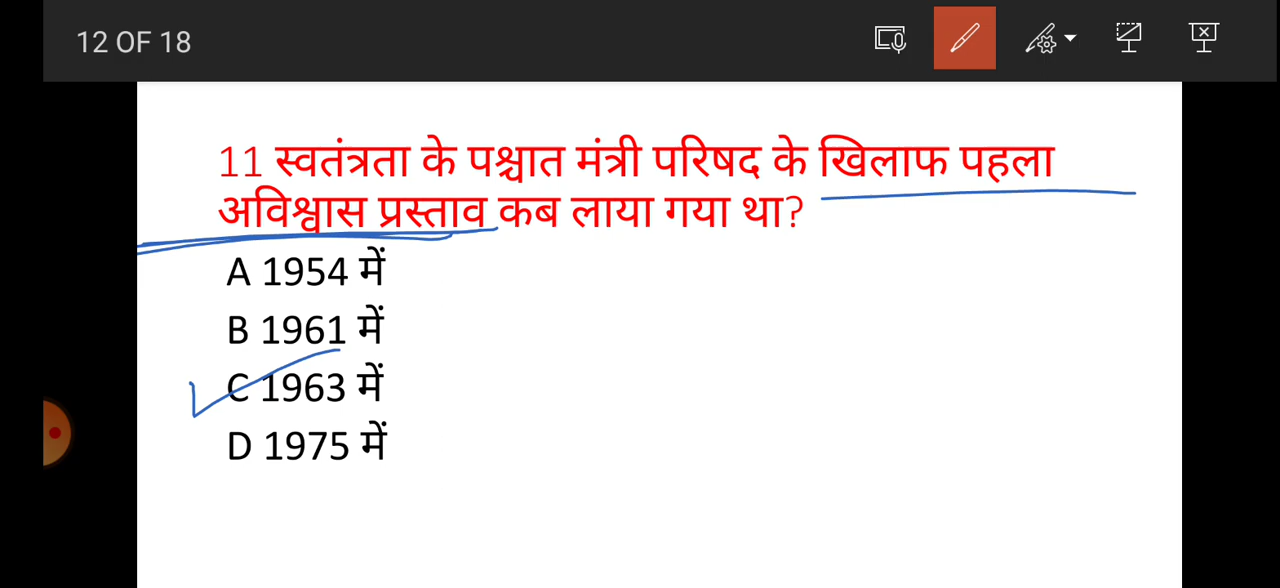 12 OF 18
11 स्वतंत्रता के पश्चात मंत्री परिषद के खिलाफ पहला
अविश्वास प्रस्ताव कब लाया गया था?
A 1954 में
B 1961 में
C 1963 में
D 1975 में